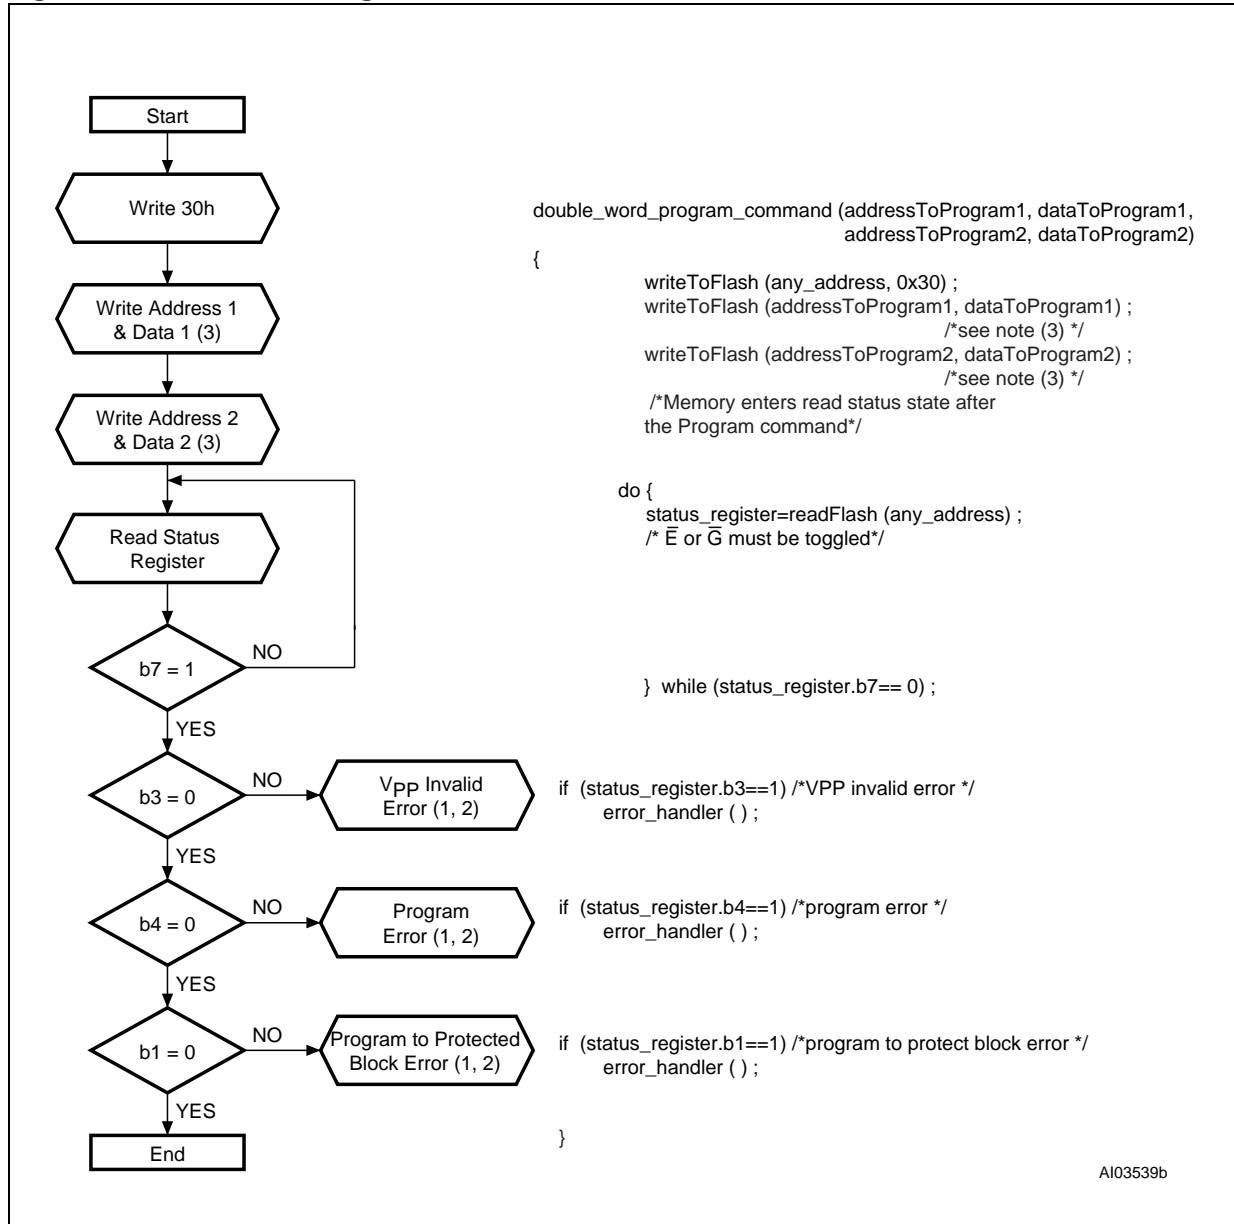 Start
Write 30h
Write Address 1
& Data 1 (3)
Write Address 2
& Data 2 (3)
Read Status
Register
b7 = 1
NO
YES
b3 = 0
NO
VPP Invalid
Error (1, 2)
YES
b4 = 0
NO
Program
Error (1, 2)
YES
b1 = 0
NO
Program to Protected
Block Error (1, 2)
YES
End
double_word_program_command (addressToProgram1, dataToProgram1,
addressToProgram2, dataToProgram2)
{
writeToFlash (any_address, 0x30) ;
writeToFlash (addressToProgram1, dataToProgram1) ;
/*see note (3) */
writeToFlash (addressToProgram2, dataToProgram2) ;
/*see note (3) */
/*Memory enters read status state after
the Program command*/
do {
status_register=readFlash (any_address) ;
/* E̅ or G̅ must be toggled*/
} while (status_register.b7== 0) ;
if (status_register.b3==1) /*VPP invalid error */
error_handler ( ) ;
if (status_register.b4==1) /*program error */
error_handler ( ) ;
if (status_register.b1==1) /*program to protect block error */
error_handler ( ) ;
}
AI03539b